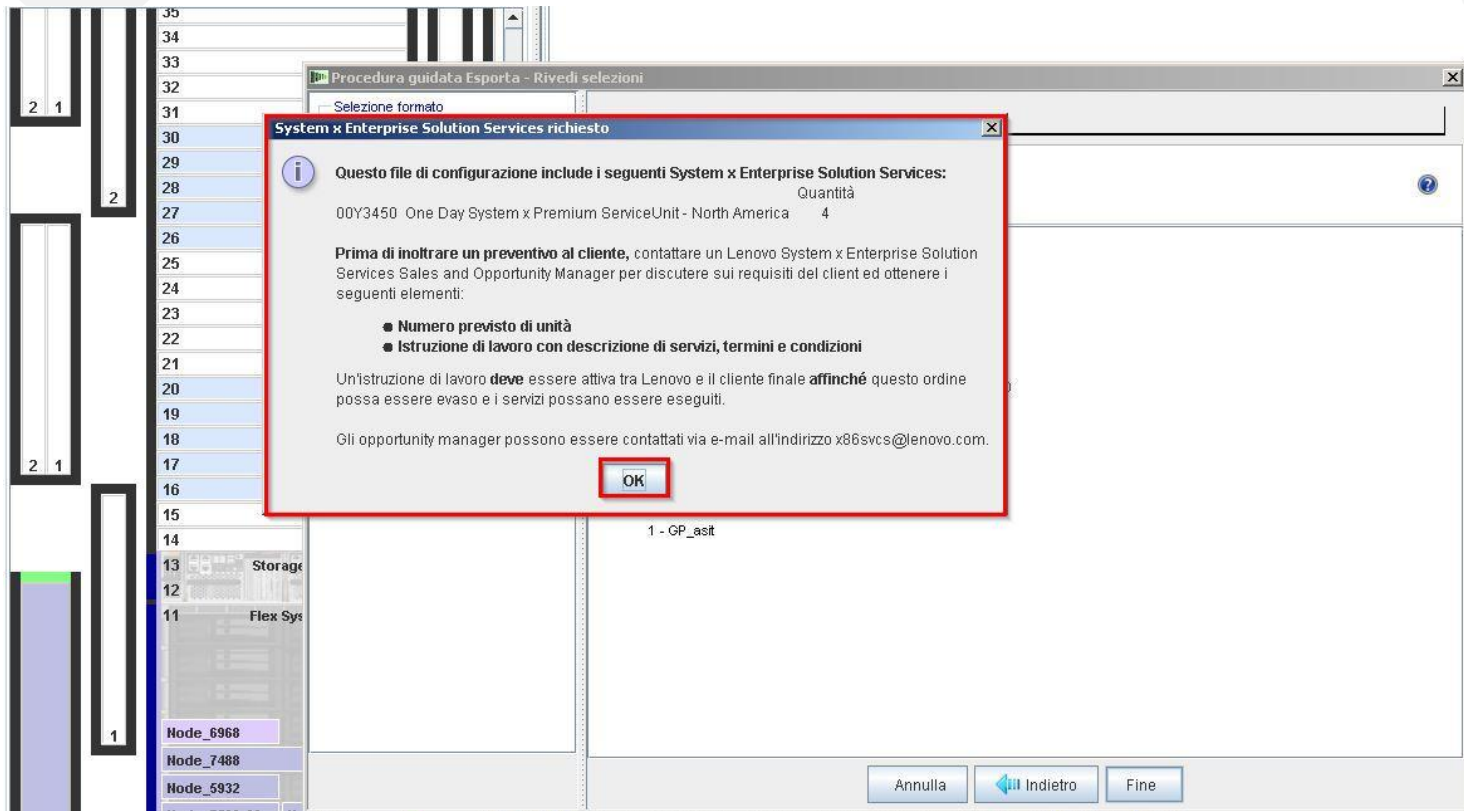 35
34
33
32
31
30
29
28
27
26
25
24
23
22
21
20
19
18
17
16
15
14
13 Storage
12
11 Flex Sys
2 1
2
2 1
1
Node_6968
Node_7488
Node_5932
Procedura guidata Esporta - Rivedi selezioni
Selezione formato
System x Enterprise Solution Services richiesto
Questo file di configurazione include i seguenti System x Enterprise Solution Services:
Quantità
00Y3450 One Day System x Premium ServiceUnit - North America 4
Prima di inoltrare un preventivo al cliente, contattare un Lenovo System x Enterprise Solution
Services Sales and Opportunity Manager per discutere sui requisiti del client ed ottenere i
seguenti elementi:
● Numero previsto di unità
● Istruzione di lavoro con descrizione di servizi, termini e condizioni
Un'istruzione di lavoro deve essere attiva tra Lenovo e il cliente finale affinché questo ordine
possa essere evaso e i servizi possano essere eseguiti.
Gli opportunity manager possono essere contattati via e-mail all'indirizzo x86svcs@lenovo.com.
OK
1 - GP_asit
Annulla
Indietro
Fine